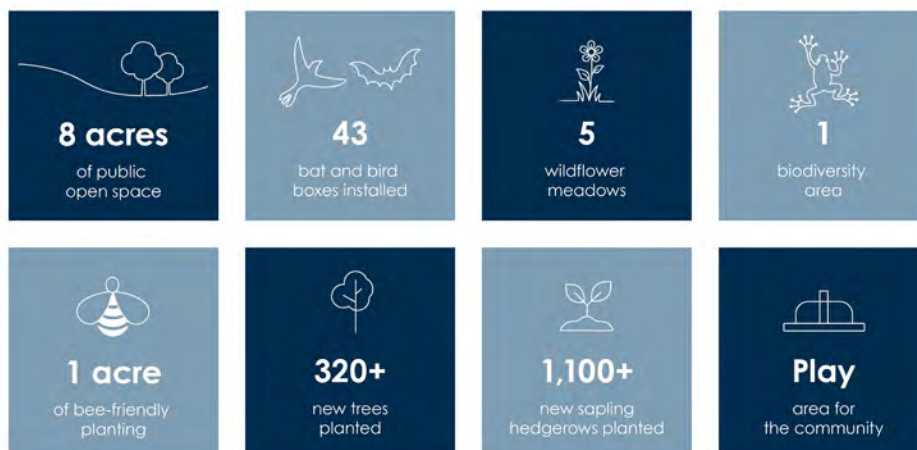 8 acres
of public
open space
43
bat and bird
boxes installed
5
wildflower
meadows
1
biodiversity
area
1 acre
of bee-friendly
planting
320+
new trees
planted
1,100+
new sapling
hedgerows planted
Play
area for
the community